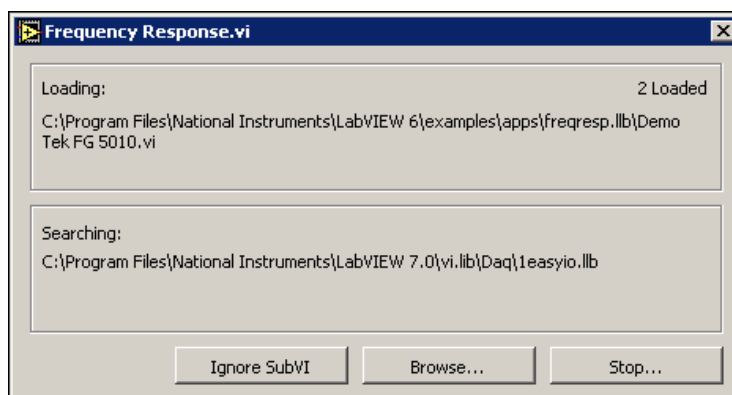 Frequency Response.vi
Loading:
2 Loaded
C:\Program Files\National Instruments\LabVIEW 6\examples\apps\freqresp.llb\Demo
Tek FG 5010.vi
Searching:
C:\Program Files\National Instruments\LabVIEW 7.0\vi.lib\Daq\1easyio.llb
Ignore SubVI
Browse...
Stop...